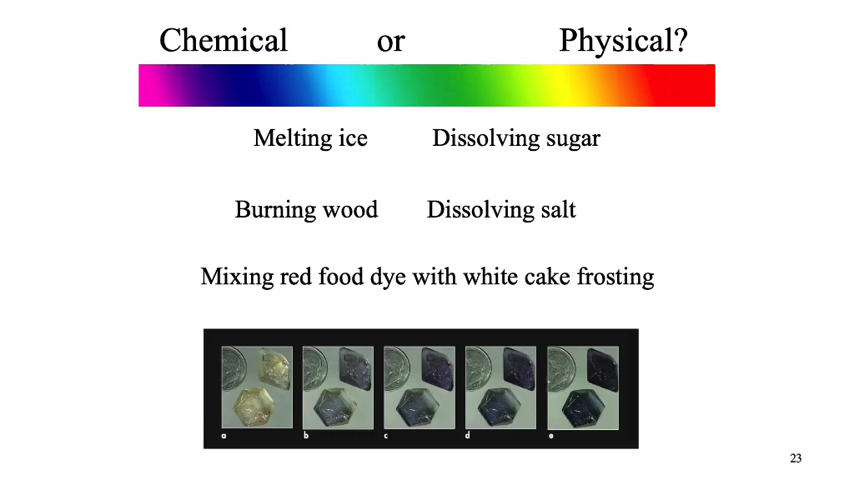 Chemical or Physical?
Melting ice Dissolving sugar
Burning wood Dissolving salt
Mixing red food dye with white cake frosting
a b c d e
23